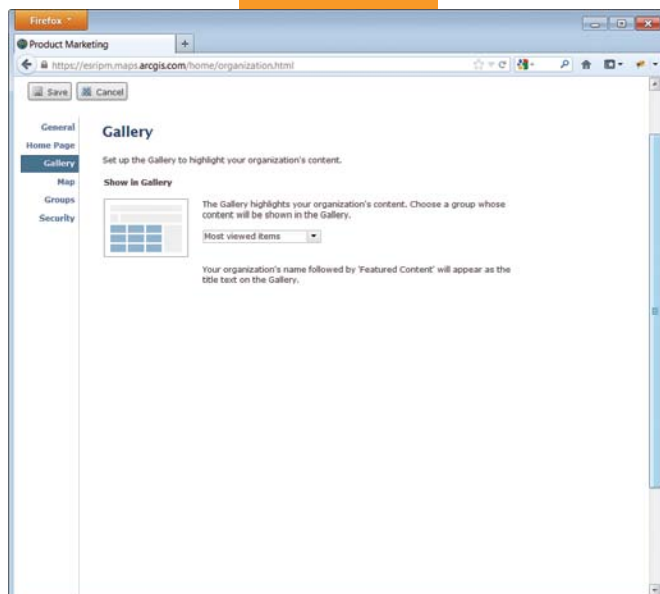 Firefox
Product Marketing
https://esripm.maps.arcgis.com/home/organization.html
Save Cancel
General
Home Page
Gallery
Map
Groups
Security
Gallery
Set up the Gallery to highlight your organization's content.
Show in Gallery
The Gallery highlights your organization's content. Choose a group whose
content will be shown in the Gallery.
Most viewed items
Your organization's name followed by 'Featured Content' will appear as the
title text on the Gallery.